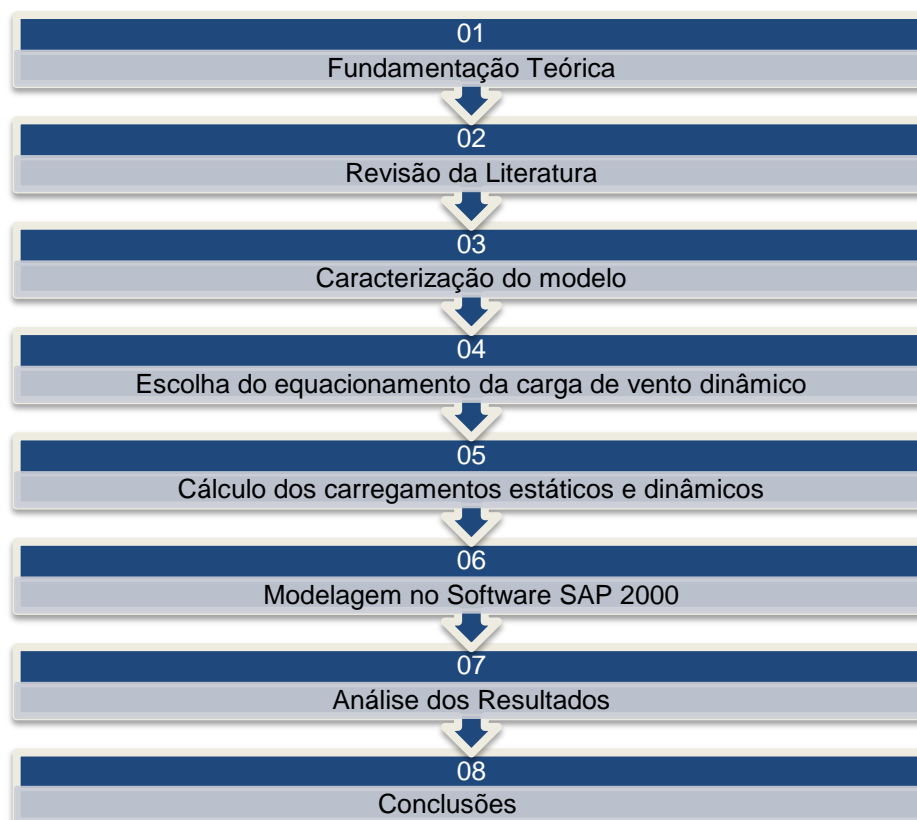 01
Fundamentação Teórica
02
Revisão da Literatura
03
Caracterização do modelo
04
Escolha do equacionamento da carga de vento dinâmico
05
Cálculo dos carregamentos estáticos e dinâmicos
06
Modelagem no Software SAP 2000
07
Análise dos Resultados
08
Conclusões